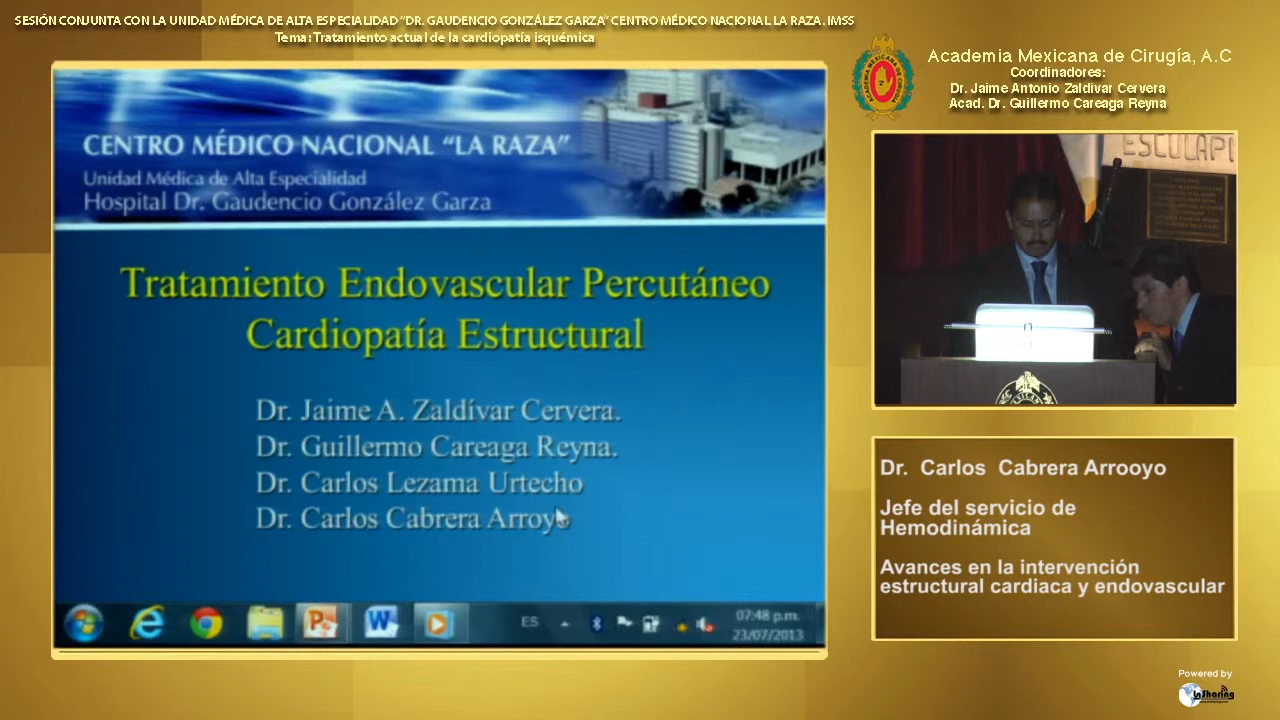 SESIÓN CONJUNTA CON LA UNIDAD MÉDICA DE ALTA ESPECIALIDAD "DR. GAUDENCIO GONZÁLEZ GARZA" CENTRO MÉDICO NACIONAL LA RAZA. IMSS
Tema: Tratamiento actual de la cardiopatía isquémica
Academia Mexicana de Cirugía, A.C
Coordinadores:
Dr. Jaime Antonio Zaldívar Cervera
Acad. Dr. Guillermo Careaga Reyna
CENTRO MÉDICO NACIONAL "LA RAZA"
Unidad Médica de Alta Especialidad
Hospital Dr. Gaudencio González Garza
Tratamiento Endovascular Percutáneo
Cardiopatía Estructural
Dr. Jaime A. Zaldívar Cervera.
Dr. Guillermo Careaga Reyna.
Dr. Carlos Lezama Urtecho
Dr. Carlos Cabrera Arroyo
ES
07:48 p.m.
23/07/2013
ESCULAPI
Dr. Carlos Cabrera Arrooyo
Jefe del servicio de
Hemodinámica
Avances en la intervención
estructural cardiaca y endovascular
Powered by
InSharing